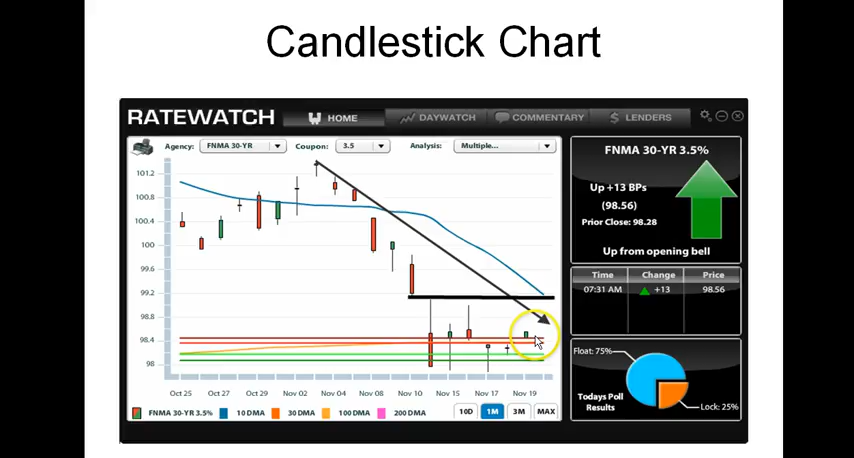 Candlestick Chart
RATEWATCH HOME DAYWATCH COMMENTARY $ LENDERS
Agency: FNMA 30-YR Coupon: 3.5 Analysis: Multiple...
101.2
100.8
100.4
100
99.6
99.2
98.8
98.4
98
Oct 25 Oct 27 Oct 29 Nov 02 Nov 04 Nov 08 Nov 10 Nov 15 Nov 17 Nov 19
FNMA 30-YR 3.5% 10 DMA 30 DMA 100 DMA 200 DMA 10D 1M 3M MAX
FNMA 30-YR 3.5%
Up +13 BPs
(98.56)
Prior Close: 98.28
Up from opening bell
Time Change Price
07:31 AM +13 98.56
Float: 75%
Todays Poll
Results
Lock: 25%